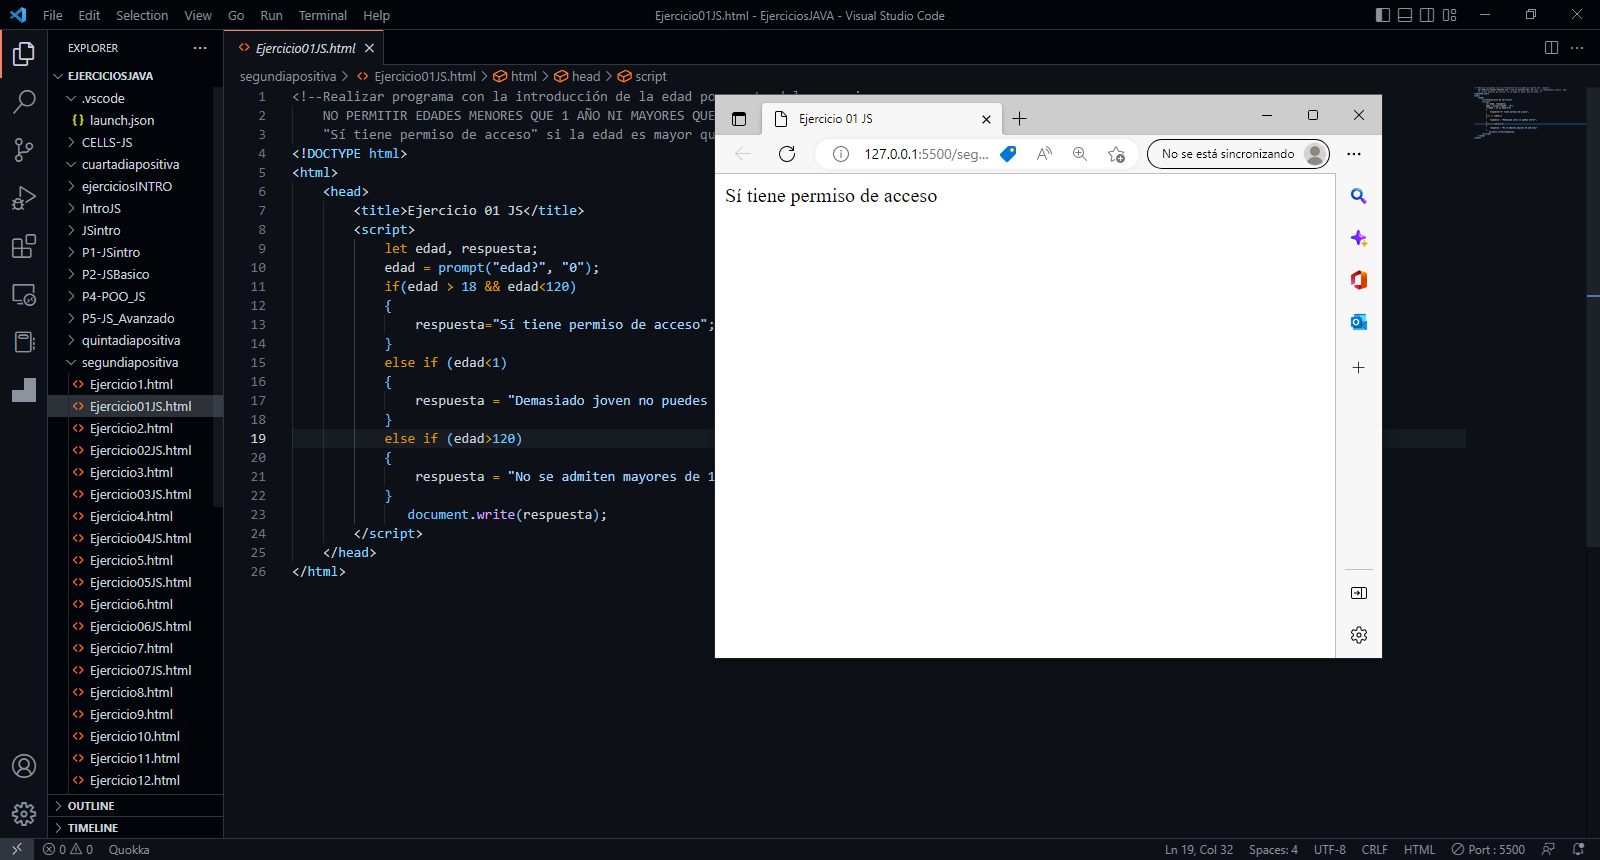 File Edit Selection View Go Run Terminal Help
Ejercicio01JS.html - EjerciciosJAVA - Visual Studio Code
EXPLORER
EJERCICIOSJAVA
.vscode
{} launch.json
CELLS-JS
cuartadiapositiva
ejerciciosINTRO
IntroJS
JSintro
P1-JSintro
P2-JSBasico
P4-POO_JS
P5-JS_Avanzado
quintadiapositiva
segundiapositiva
Ejercicio1.html
Ejercicio01JS.html
Ejercicio2.html
Ejercicio02JS.html
Ejercicio3.html
Ejercicio03JS.html
Ejercicio4.html
Ejercicio04JS.html
Ejercicio5.html
Ejercicio05JS.html
Ejercicio6.html
Ejercicio06JS.html
Ejercicio7.html
Ejercicio07JS.html
Ejercicio8.html
Ejercicio9.html
Ejercicio10.html
Ejercicio11.html
Ejercicio12.html
OUTLINE
TIMELINE
Ejercicio01JS.html
segundiapositiva > Ejercicio01JS.html > html > head > script
1 <!--Realizar programa con la introducción de la edad
2 NO PERMITIR EDADES MENORES QUE 1 AÑO NI MAYORES QUE
3 "Sí tiene permiso de acceso" si la edad es mayor
4 <!DOCTYPE html>
5 <html>
6 <head>
7 <title>Ejercicio 01 JS</title>
8 <script>
9 let edad, respuesta;
10 edad = prompt("edad?", "0");
11 if(edad > 18 && edad<120)
12 {
13 respuesta="Sí tiene permiso de acceso";
14 }
15 else if (edad<1)
16 {
17 respuesta = "Demasiado joven no puedes
18 }
19 else if (edad>120)
20 {
21 respuesta = "No se admiten mayores de 1
22 }
23 document.write(respuesta);
24 </script>
25 </head>
26 </html>
Ejercicio 01 JS
127.0.0.1:5500/seg...
No se está sincronizando
Sí tiene permiso de acceso
0 0 Quokka
Ln 19, Col 32 Spaces: 4 UTF-8 CRLF HTML Port : 5500